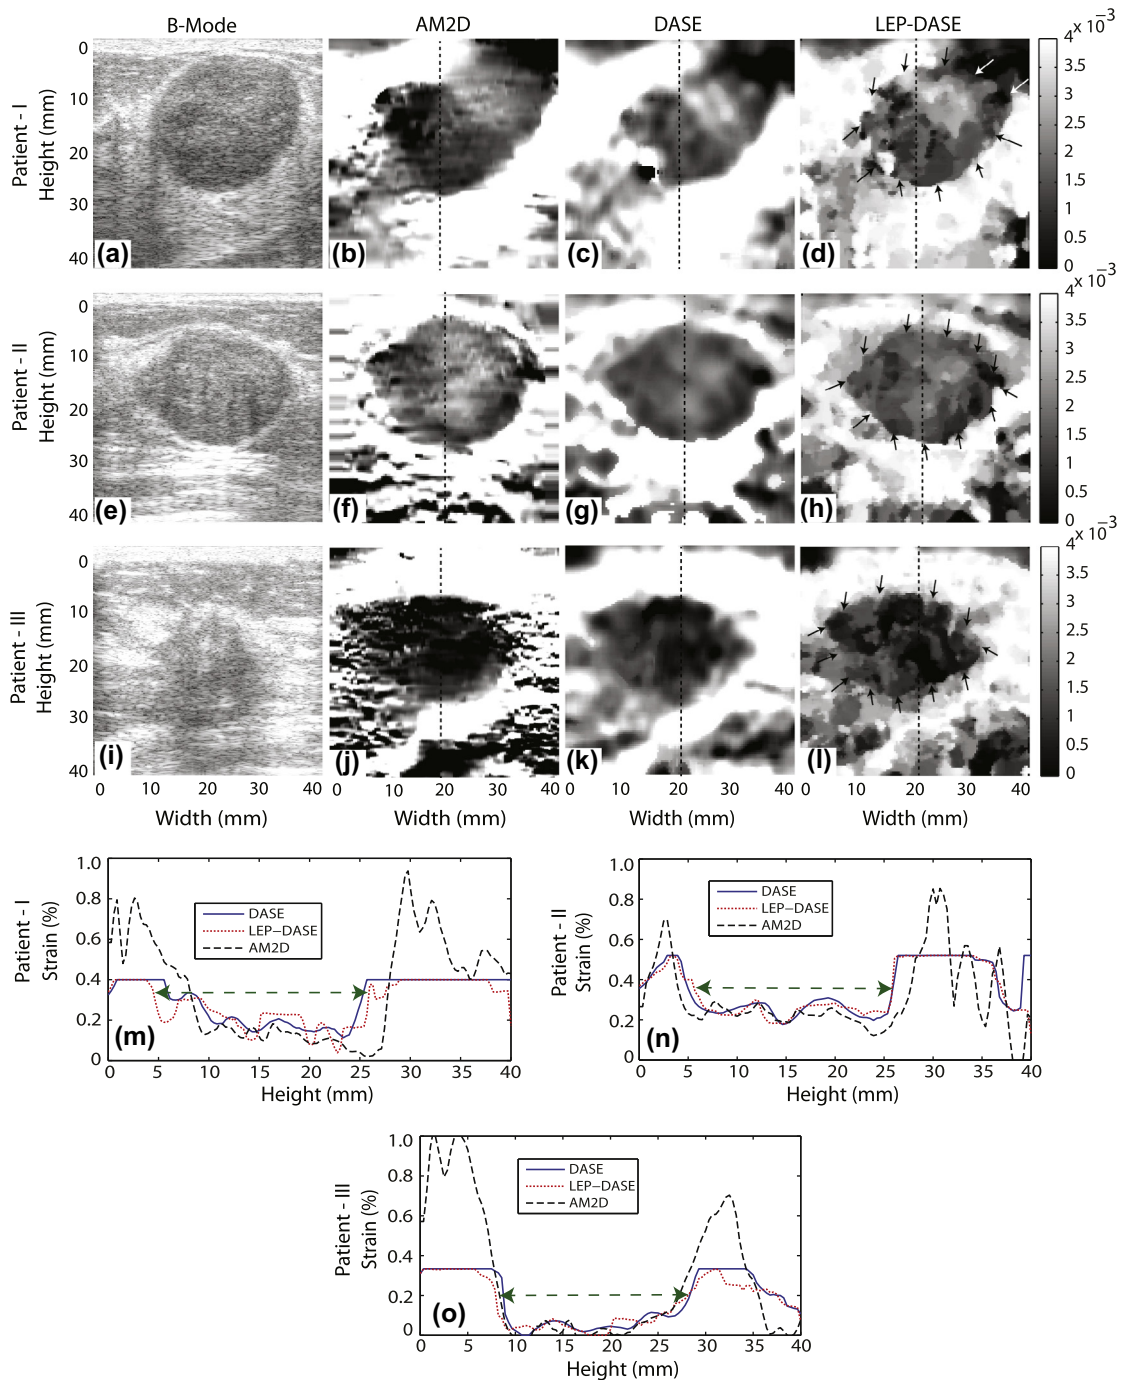 B-Mode AM2D DASE LEP-DASE
x 10⁻³
Patient - I
Height (mm)
0
10
20
30
40
4
3.5
3
2.5
2
1.5
1
0.5
0
(a) (b) (c) (d)
x 10⁻³
Patient - II
Height (mm)
0
10
20
30
40
4
3.5
3
2.5
2
1.5
1
0.5
0
(e) (f) (g) (h)
x 10⁻³
Patient - III
Height (mm)
0
10
20
30
40
4
3.5
3
2.5
2
1.5
1
0.5
0
(i) (j) (k) (l)
0 10 20 30 40 0 10 20 30 40 0 10 20 30 40 0 10 20 30 40
Width (mm) Width (mm) Width (mm) Width (mm)
Patient - I
Strain (%)
1.0
0.8
0.6
0.4
0.2
0
DASE
LEP−DASE
AM2D
(m)
0 5 10 15 20 25 30 35 40
Height (mm)
Patient - II
Strain (%)
1.0
0.8
0.6
0.4
0.2
0
DASE
LEP−DASE
AM2D
(n)
0 5 10 15 20 25 30 35 40
Height (mm)
Patient - III
Strain (%)
1.0
0.8
0.6
0.4
0.2
0
DASE
LEP−DASE
AM2D
(o)
0 5 10 15 20 25 30 35 40
Height (mm)